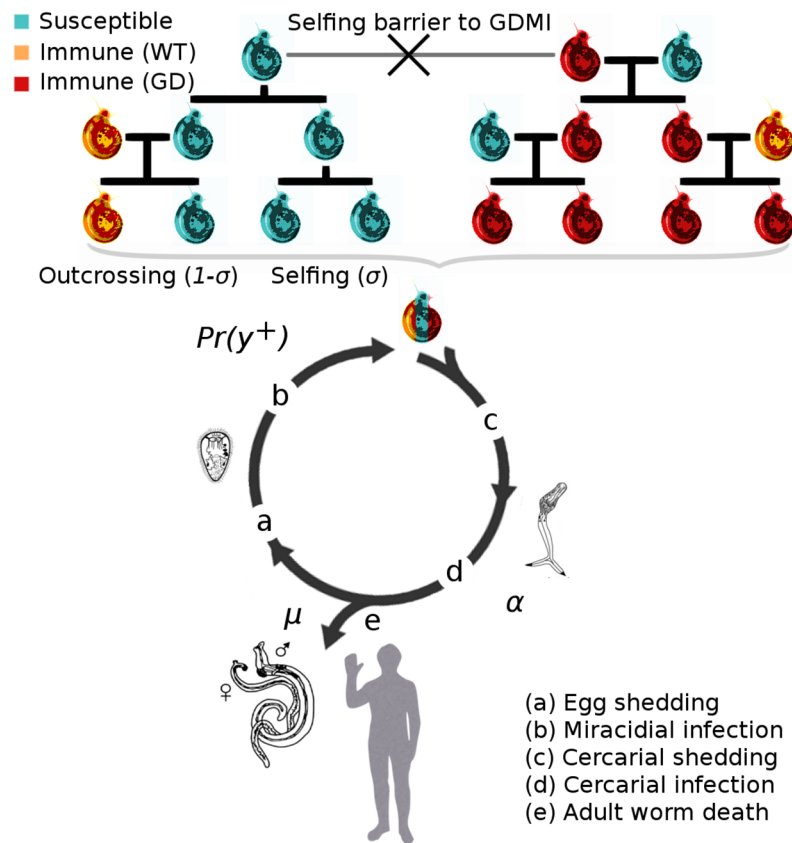 Susceptible
Selfing barrier to GDMI
Immune (WT)
Immune (GD)
Outcrossing (1-σ)
Selfing (σ)
Pr(y⁺)
b
c
a
d
α
μ
e
♂
♀
(a) Egg shedding
(b) Miracidial infection
(c) Cercarial shedding
(d) Cercarial infection
(e) Adult worm death